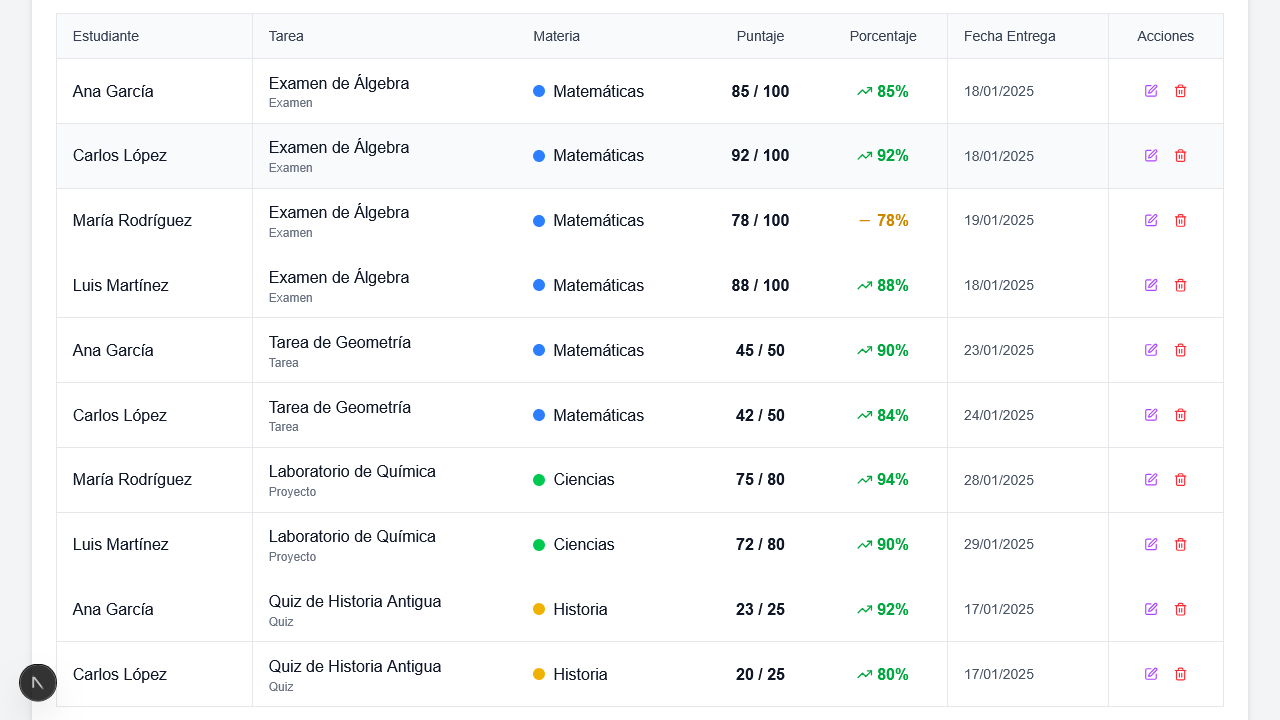 Estudiante Tarea Materia Puntaje Porcentaje Fecha Entrega Acciones
Ana García Examen de Álgebra Matemáticas 85 / 100 85% 18/01/2025
Examen
Carlos López Examen de Álgebra Matemáticas 92 / 100 92% 18/01/2025
Examen
María Rodríguez Examen de Álgebra Matemáticas 78 / 100 78% 19/01/2025
Examen
Luis Martínez Examen de Álgebra Matemáticas 88 / 100 88% 18/01/2025
Examen
Ana García Tarea de Geometría Matemáticas 45 / 50 90% 23/01/2025
Tarea
Carlos López Tarea de Geometría Matemáticas 42 / 50 84% 24/01/2025
Tarea
María Rodríguez Laboratorio de Química Ciencias 75 / 80 94% 28/01/2025
Proyecto
Luis Martínez Laboratorio de Química Ciencias 72 / 80 90% 29/01/2025
Proyecto
Ana García Quiz de Historia Antigua Historia 23 / 25 92% 17/01/2025
Quiz
Carlos López Quiz de Historia Antigua Historia 20 / 25 80% 17/01/2025
Quiz